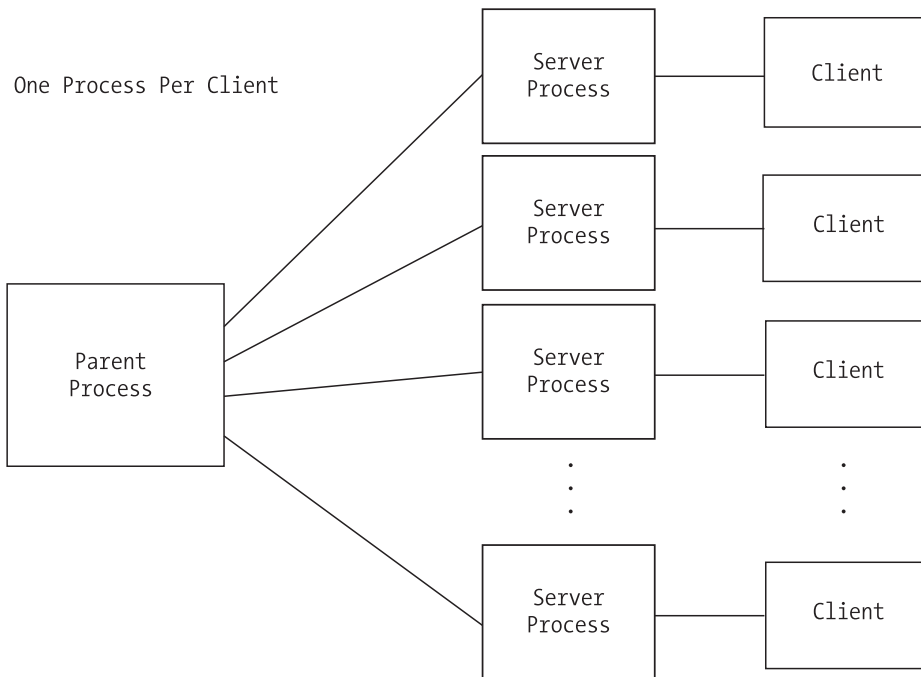 One Process Per Client
Server
Process
Client
Server
Process
Client
Parent
Process
Server
Process
Client
Server
Process
Client